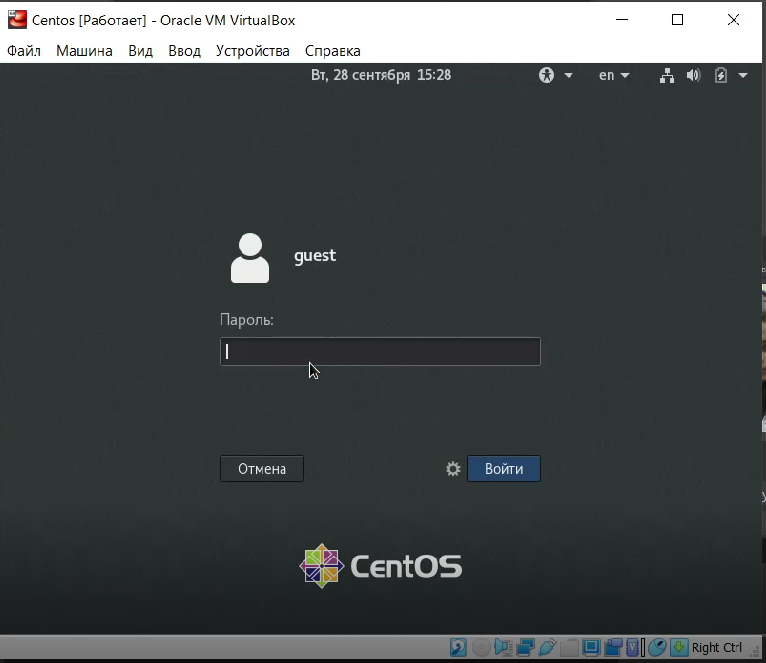 Centos [Работает] - Oracle VM VirtualBox
Файл Машина Вид Ввод Устройства Справка
Вт, 28 сентября 15:28
en
guest
Пароль:
Отмена
Войти
CentOS
Right Ctrl